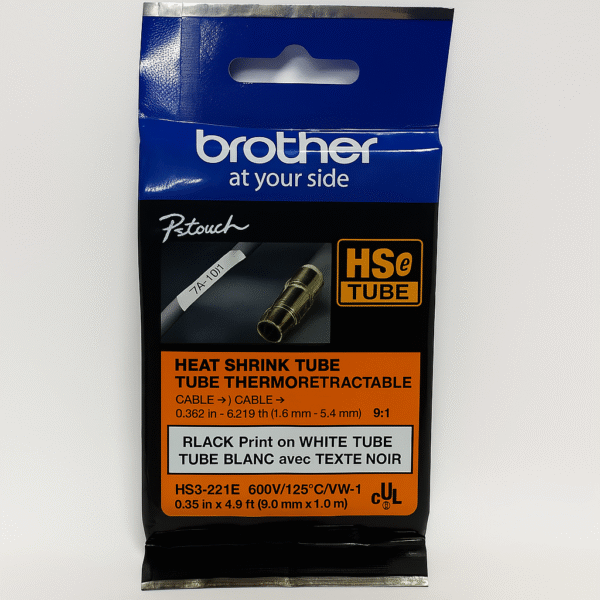 brother
at your side
P-touch
7A-10/1
HSe
TUBE
HEAT SHRINK TUBE
TUBE THERMORETRACTABLE
CABLE →) CABLE →
0.362 in - 6.219 th (1.6 mm - 5.4 mm) 9:1
RLACK Print on WHITE TUBE
TUBE BLANC avec TEXTE NOIR
HS3-221E 600V/125°C/VW-1
0.35 in x 4.9 ft (9.0 mm x 1.0 m)
cUL